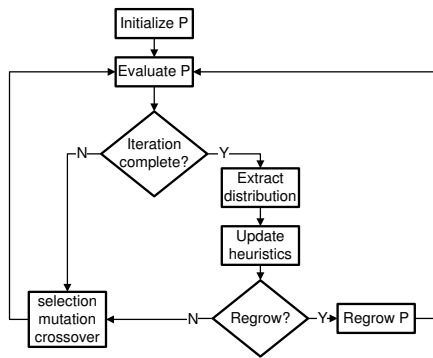 Initialize P
Evaluate P
Iteration
complete?
N
Y
Extract
distribution
Update
heuristics
selection
mutation
crossover
N
Regrow?
Y
Regrow P